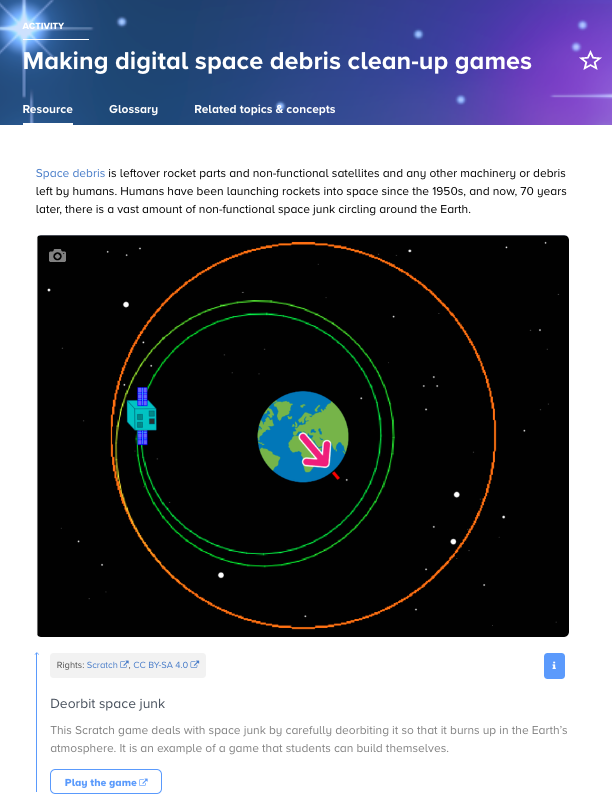 ACTIVITY
Making digital space debris clean-up games
Resource Glossary Related topics & concepts
Space debris is leftover rocket parts and non-functional satellites and any other machinery or debris
left by humans. Humans have been launching rockets into space since the 1950s, and now, 70 years
later, there is a vast amount of non-functional space junk circling around the Earth.
Rights: Scratch, CC BY-SA 4.0
i
Deorbit space junk
This Scratch game deals with space junk by carefully deorbiting it so that it burns up in the Earth's
atmosphere. It is an example of a game that students can build themselves.
Play the game